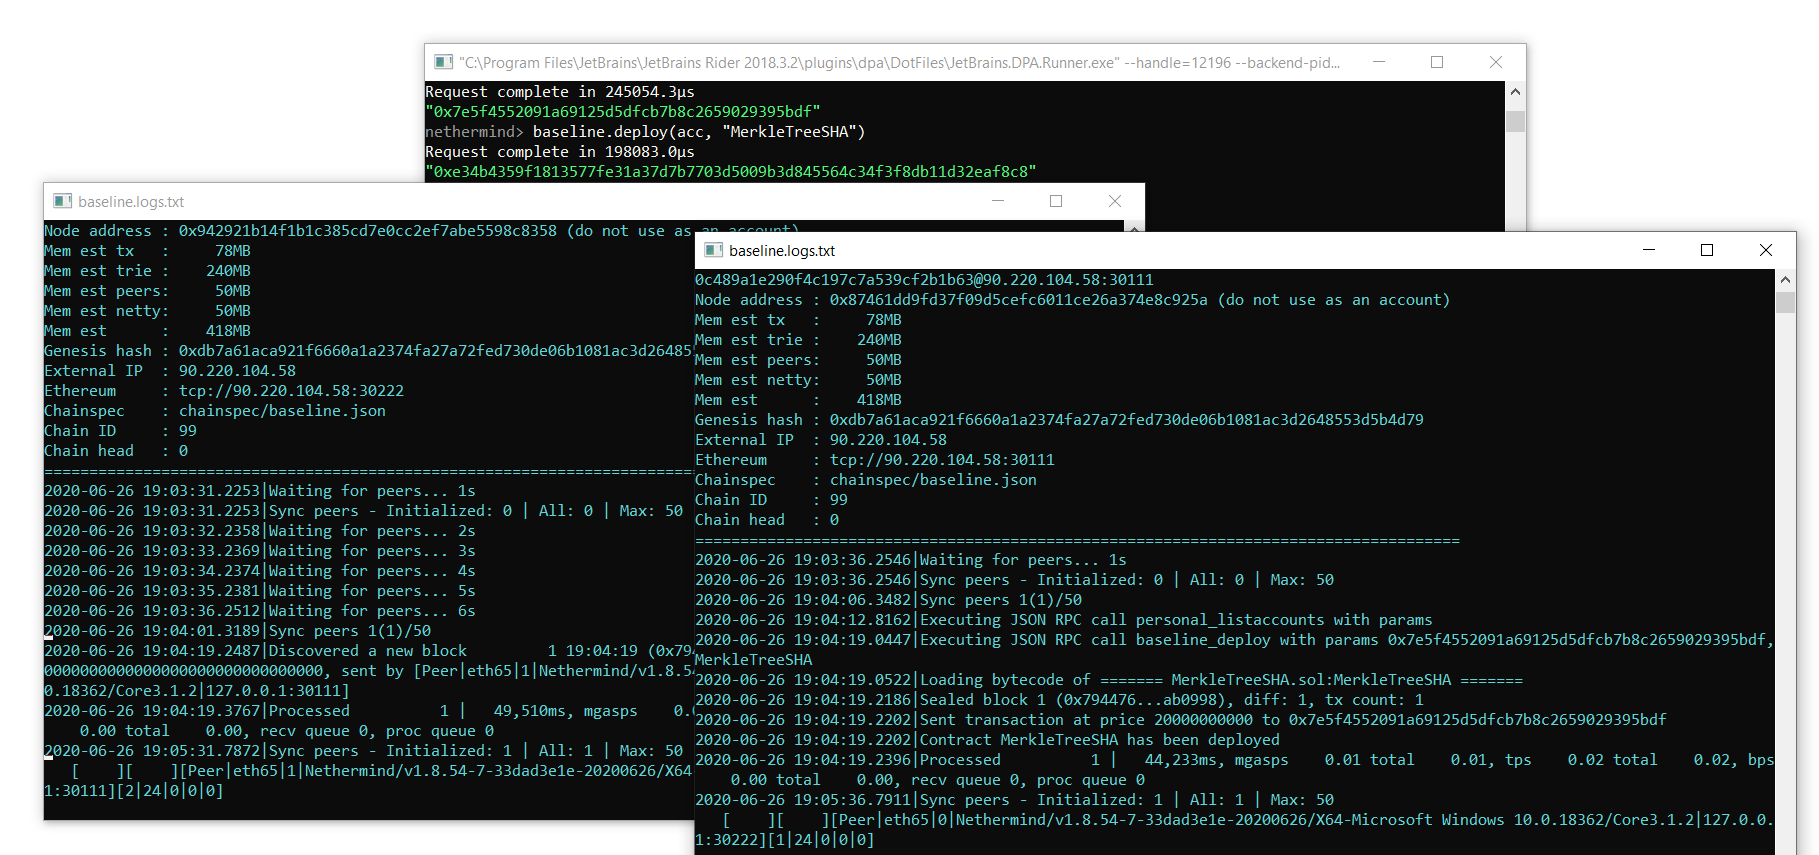 "C:\Program Files\JetBrains\JetBrains Rider 2018.3.2\plugins\dpa\DotFiles\JetBrains.DPA.Runner.exe" --handle=12196 --backend-pid...
Request complete in 245054.3μs
"0x7e5f4552091a69125d5dfcb7b8c2659029395bdf"
nethermind> baseline.deploy(acc, "MerkleTreeSHA")
Request complete in 198083.0μs
"0xe34b4359f1813577fe31a37d7b7703d5009b3d845564c34f3f8db11d32eaf8c8"
baseline.logs.txt
Node address : 0x942921b14f1b1c385cd7e0cc2ef7abe5598c8358 (do not use as an account)
Mem est tx   :     78MB
Mem est trie :    240MB
Mem est peers:     50MB
Mem est netty:     50MB
Mem est      :    418MB
Genesis hash : 0xdb7a61aca921f6660a1a2374fa27a72fed730de06b1081ac3d26485
External IP  : 90.220.104.58
Ethereum     : tcp://90.220.104.58:30222
Chainspec    : chainspec/baseline.json
Chain ID     : 99
Chain head   : 0
========================================================================
2020-06-26 19:03:31.2253|Waiting for peers... 1s
2020-06-26 19:03:31.2253|Sync peers - Initialized: 0 | All: 0 | Max: 50
2020-06-26 19:03:32.2358|Waiting for peers... 2s
2020-06-26 19:03:33.2369|Waiting for peers... 3s
2020-06-26 19:03:34.2374|Waiting for peers... 4s
2020-06-26 19:03:35.2381|Waiting for peers... 5s
2020-06-26 19:03:36.2512|Waiting for peers... 6s
2020-06-26 19:04:01.3189|Sync peers 1(1)/50
2020-06-26 19:04:19.2487|Discovered a new block         1 19:04:19 (0x794
0000000000000000000000000000000, sent by [Peer|eth65|1|Nethermind/v1.8.54
0.18362/Core3.1.2|127.0.0.1:30111]
2020-06-26 19:04:19.3767|Processed          1 |   49,510ms, mgasps    0.0
    0.00 total    0.00, recv queue 0, proc queue 0
2020-06-26 19:05:31.7872|Sync peers - Initialized: 1 | All: 1 | Max: 50
   [    ][    ][Peer|eth65|1|Nethermind/v1.8.54-7-33dad3e1e-20200626/X64
1:30111][2|24|0|0|0]
baseline.logs.txt
0c489a1e290f4c197c7a539cf2b1b63@90.220.104.58:30111
Node address : 0x87461dd9fd37f09d5cefc6011ce26a374e8c925a (do not use as an account)
Mem est tx   :     78MB
Mem est trie :    240MB
Mem est peers:     50MB
Mem est netty:     50MB
Mem est      :    418MB
Genesis hash : 0xdb7a61aca921f6660a1a2374fa27a72fed730de06b1081ac3d2648553d5b4d79
External IP  : 90.220.104.58
Ethereum     : tcp://90.220.104.58:30111
Chainspec    : chainspec/baseline.json
Chain ID     : 99
Chain head   : 0
=====================================================================================
2020-06-26 19:03:36.2546|Waiting for peers... 1s
2020-06-26 19:03:36.2546|Sync peers - Initialized: 0 | All: 0 | Max: 50
2020-06-26 19:04:06.3482|Sync peers 1(1)/50
2020-06-26 19:04:12.8162|Executing JSON RPC call personal_listaccounts with params
2020-06-26 19:04:19.0447|Executing JSON RPC call baseline_deploy with params 0x7e5f4552091a69125d5dfcb7b8c2659029395bdf,
MerkleTreeSHA
2020-06-26 19:04:19.0522|Loading bytecode of ======= MerkleTreeSHA.sol:MerkleTreeSHA =======
2020-06-26 19:04:19.2186|Sealed block 1 (0x794476...ab0998), diff: 1, tx count: 1
2020-06-26 19:04:19.2202|Sent transaction at price 20000000000 to 0x7e5f4552091a69125d5dfcb7b8c2659029395bdf
2020-06-26 19:04:19.2202|Contract MerkleTreeSHA has been deployed
2020-06-26 19:04:19.2396|Processed          1 |   44,233ms, mgasps    0.01 total    0.01, tps    0.02 total    0.02, bps
    0.00 total    0.00, recv queue 0, proc queue 0
2020-06-26 19:05:36.7911|Sync peers - Initialized: 1 | All: 1 | Max: 50
   [    ][    ][Peer|eth65|0|Nethermind/v1.8.54-7-33dad3e1e-20200626/X64-Microsoft Windows 10.0.18362/Core3.1.2|127.0.0.
1:30222][1|24|0|0|0]